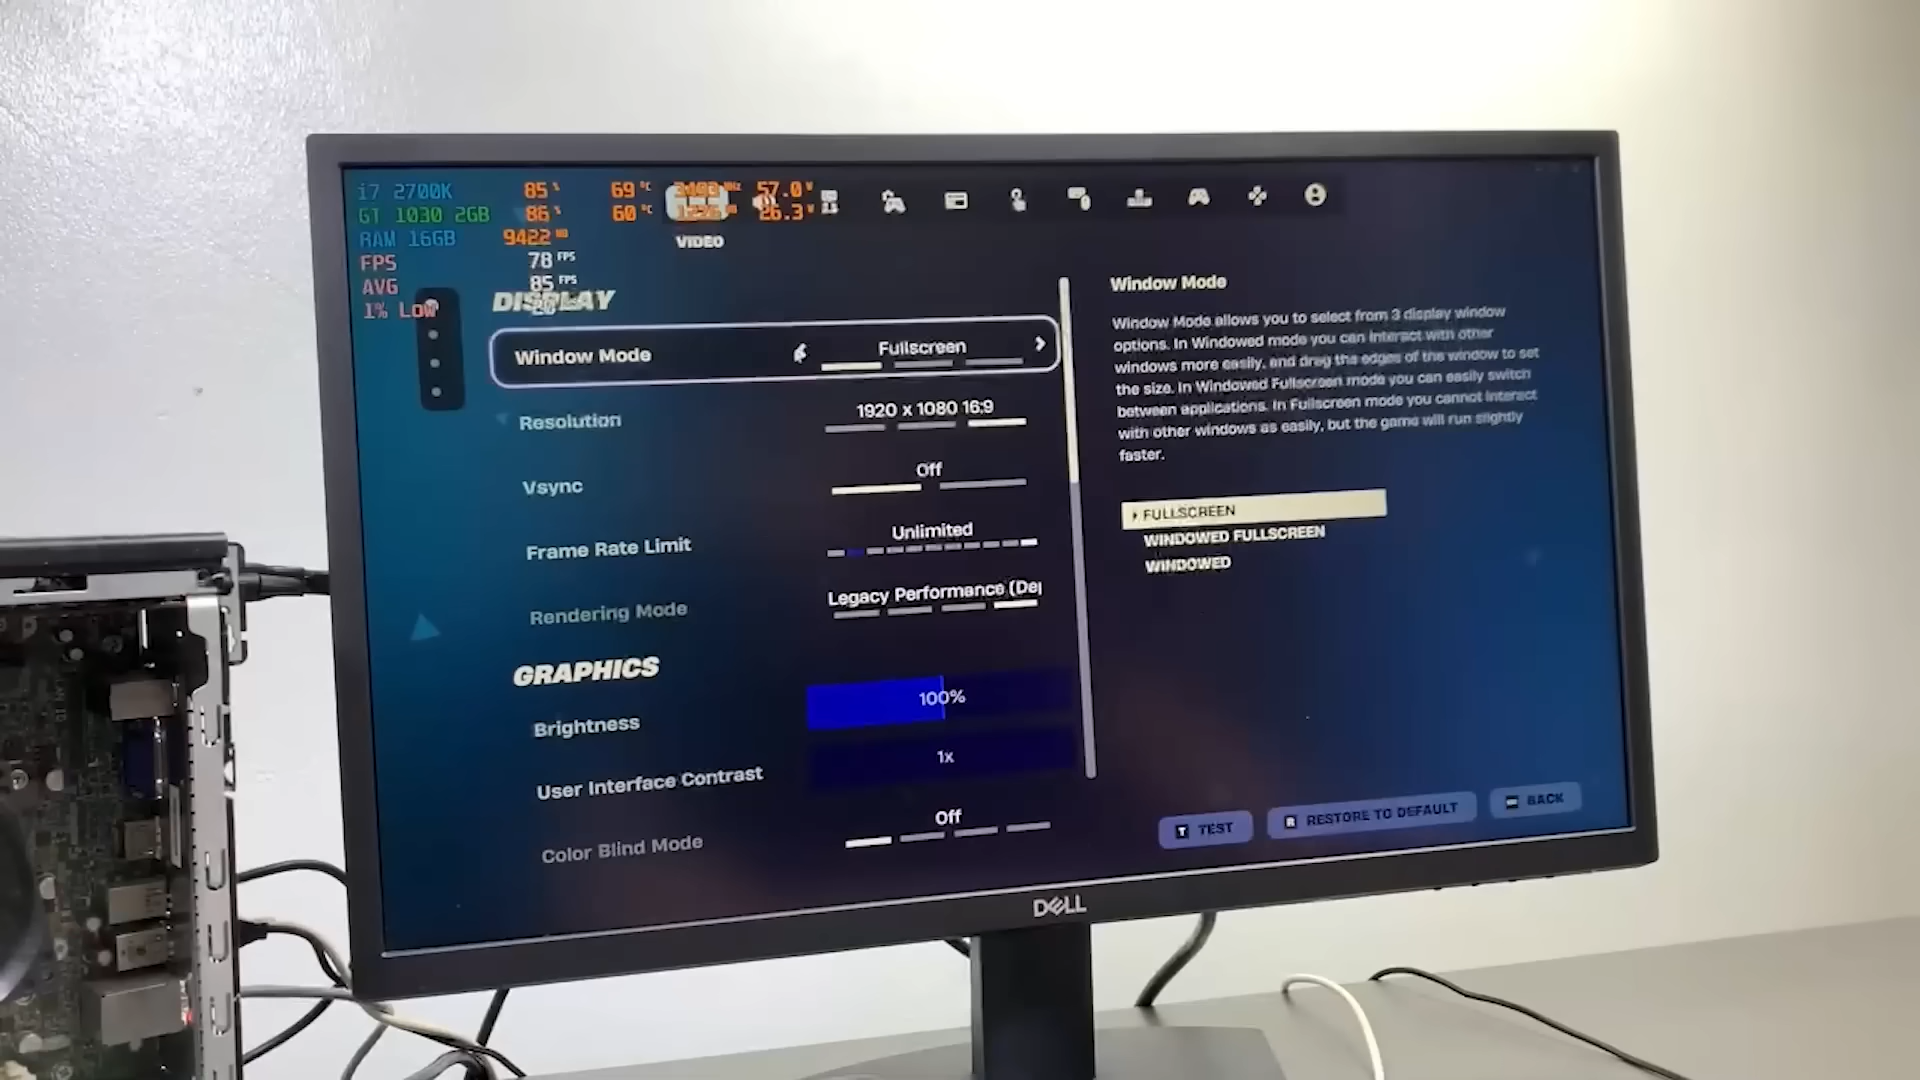 i7 2700K 85 % 69 °C 57.0
GT 1030 2GB 86 % 60 °C 26.3
RAM 16GB 9422
FPS 78 FPS
AVG 85 FPS
1% Low
VIDEO
DISPLAY
Window Mode Fullscreen
Resolution 1920 x 1080 16:9
Vsync Off
Frame Rate Limit Unlimited
Rendering Mode Legacy Performance (De
GRAPHICS
Brightness 100%
User Interface Contrast 1x
Color Blind Mode Off
Window Mode
Window Mode allows you to select from 3 display window
options. In Windowed mode you can interact with other
windows more easily, and drag the edges of the window to set
the size. In Windowed Fullscreen mode you can easily switch
between applications. In Fullscreen mode you cannot interact
with other windows as easily, but the game will run slightly
faster.
FULLSCREEN
WINDOWED FULLSCREEN
WINDOWED
T TEST
R RESTORE TO DEFAULT
BACK
DELL